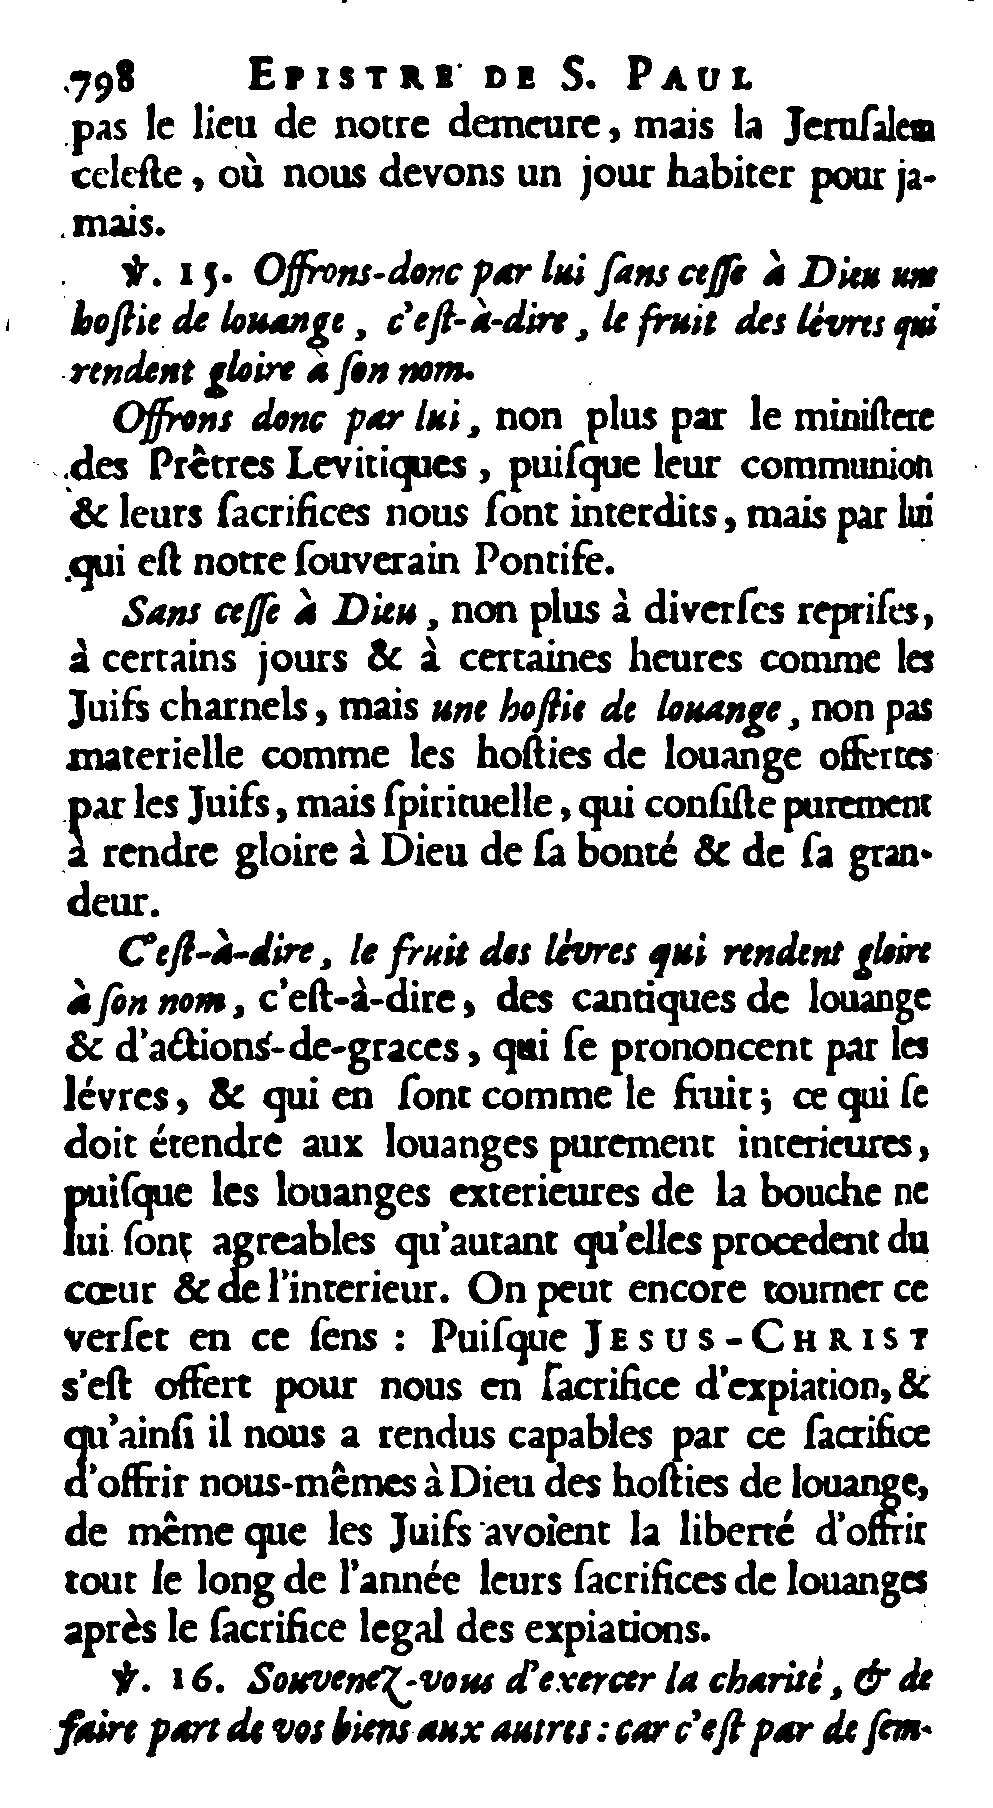 798 EPISTRE DE S. PAUL
pas le lieu de notre demeure, mais la Jeruſalem
celeſte, où nous devons un jour habiter pour ja-
mais.
℣. 15. Offrons-donc par lui ſans ceſſe à Dieu une
hoſtie de louange, c'eſt-à-dire, le fruit des lévres qui
rendent gloire à ſon nom.
Offrons donc par lui, non plus par le miniſtere
des Prêtres Levitiques, puiſque leur communion
& leurs ſacrifices nous ſont interdits, mais par lui
qui eſt notre ſouverain Pontife.
Sans ceſſe à Dieu, non plus à diverſes repriſes,
à certains jours & à certaines heures comme les
Juifs charnels, mais une hoſtie de louange, non pas
materielle comme les hoſties de louange offertes
par les Juifs, mais ſpirituelle, qui conſiſte purement
à rendre gloire à Dieu de ſa bonté & de ſa gran-
deur.
C'eſt-à-dire, le fruit des lévres qui rendent gloire
à ſon nom, c'eſt-à-dire, des cantiques de louange
& d'actions-de-graces, qui ſe prononcent par les
lévres, & qui en ſont comme le fruit; ce qui ſe
doit étendre aux louanges purement interieures,
puiſque les louanges exterieures de la bouche ne
lui ſont agreables qu'autant qu'elles procedent du
cœur & de l'interieur. On peut encore tourner ce
verſet en ce ſens : Puiſque JESUS-CHRIST
s'eſt offert pour nous en ſacrifice d'expiation, &
qu'ainſi il nous a rendus capables par ce ſacrifice
d'offrir nous-mêmes à Dieu des hoſties de louange,
de même que les Juifs avoient la liberté d'offrir
tout le long de l'année leurs ſacrifices de louanges
après le ſacrifice legal des expiations.
℣. 16. Souvenez-vous d'exercer la charité, & de
faire part de vos biens aux autres : car c'eſt par de ſem-